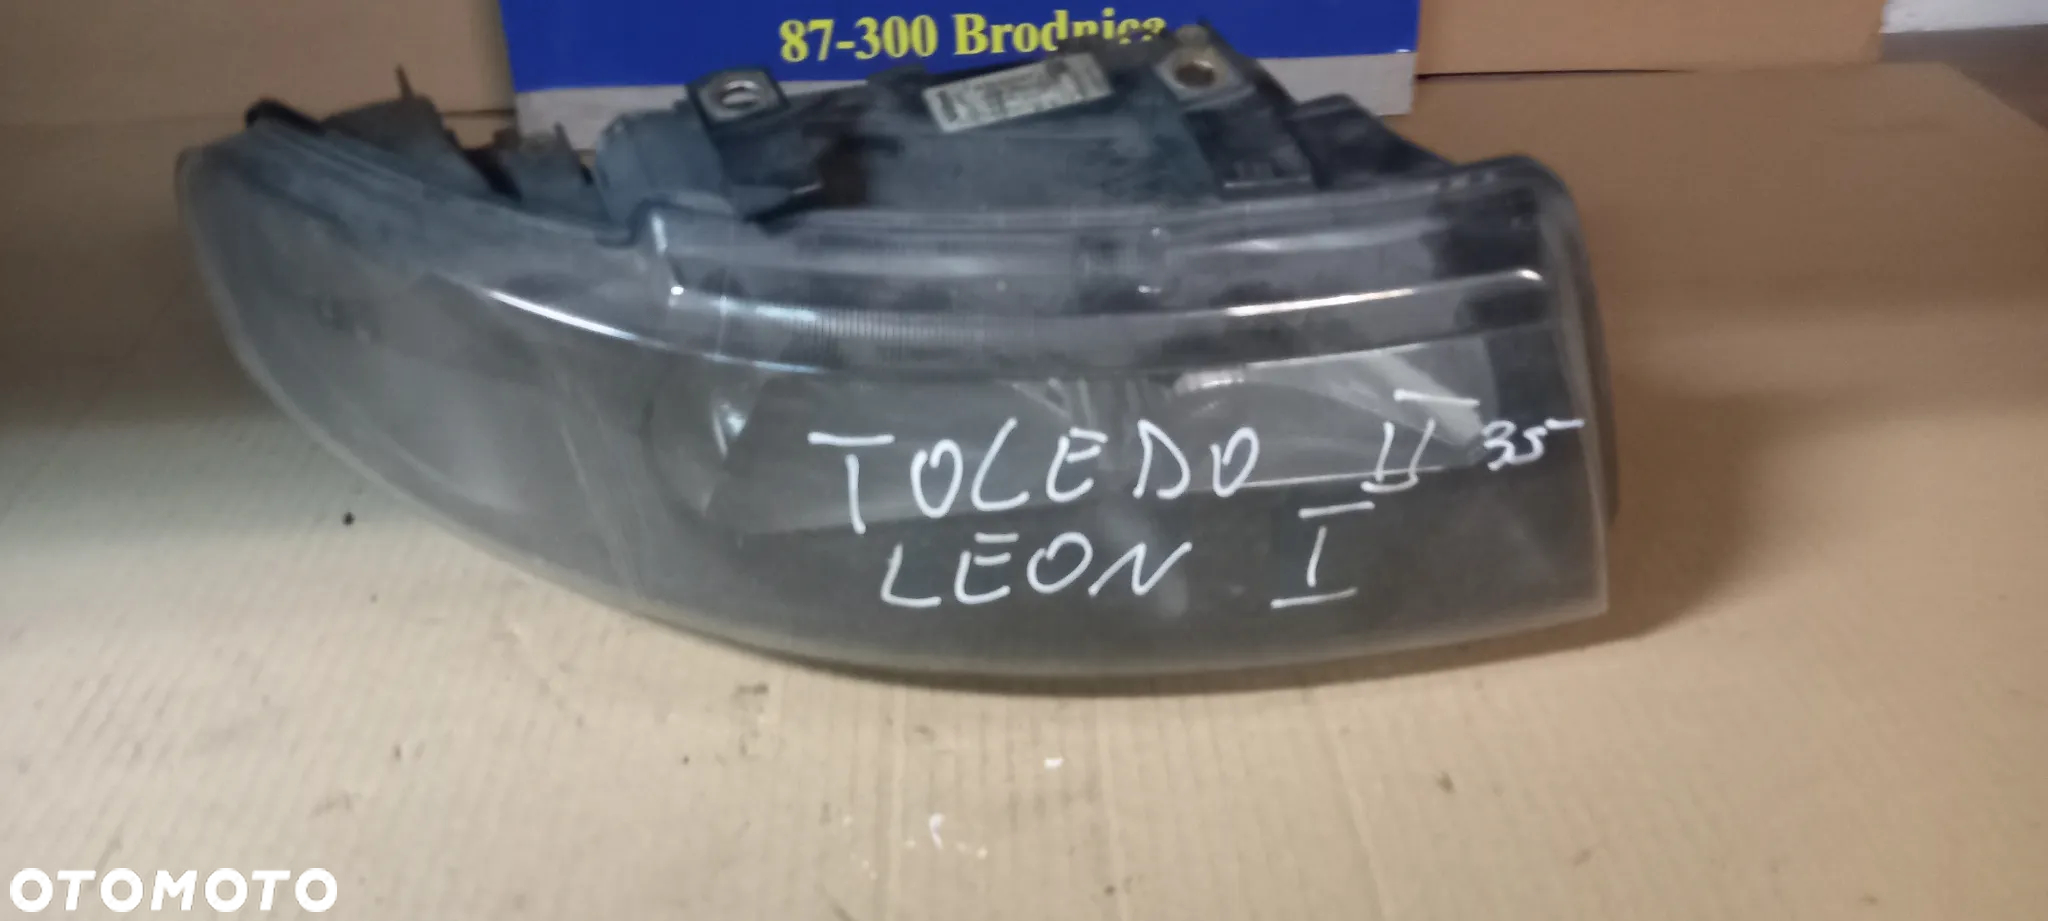 87-300 Brodnica
TOLEDO II 35-
LEON I
OTOMOTO